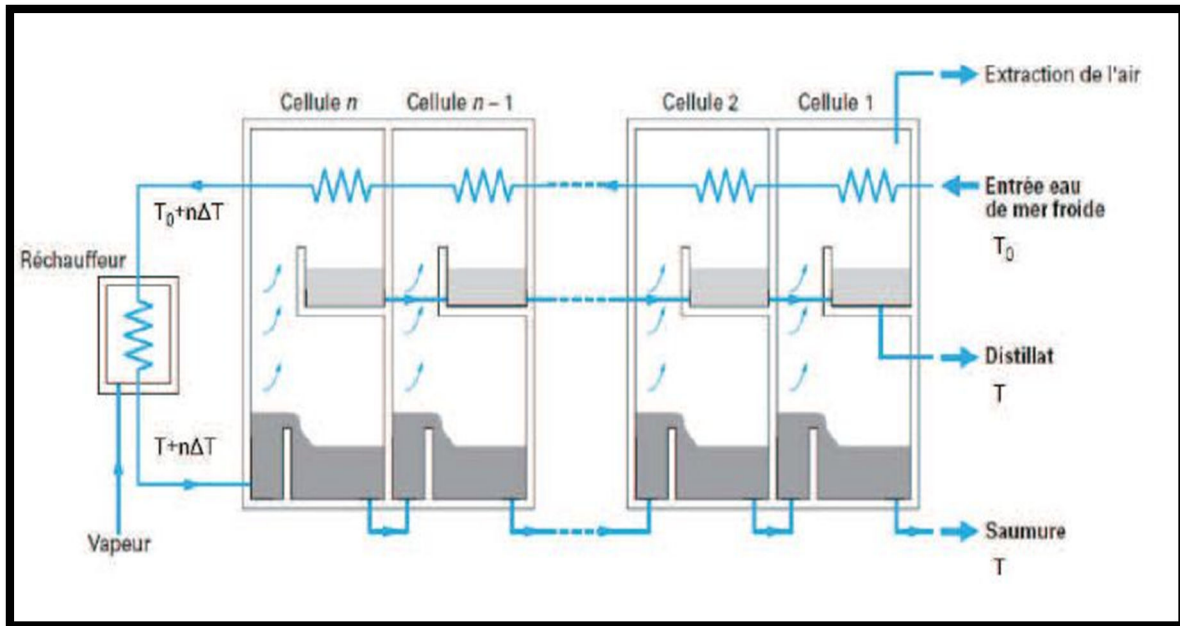 Extraction de l'air
Cellule n
Cellule n – 1
Cellule 2
Cellule 1
Entrée eau
de mer froide
T₀
T₀+nΔT
Réchauffeur
Distillat
T
T+nΔT
Vapeur
Saumure
T